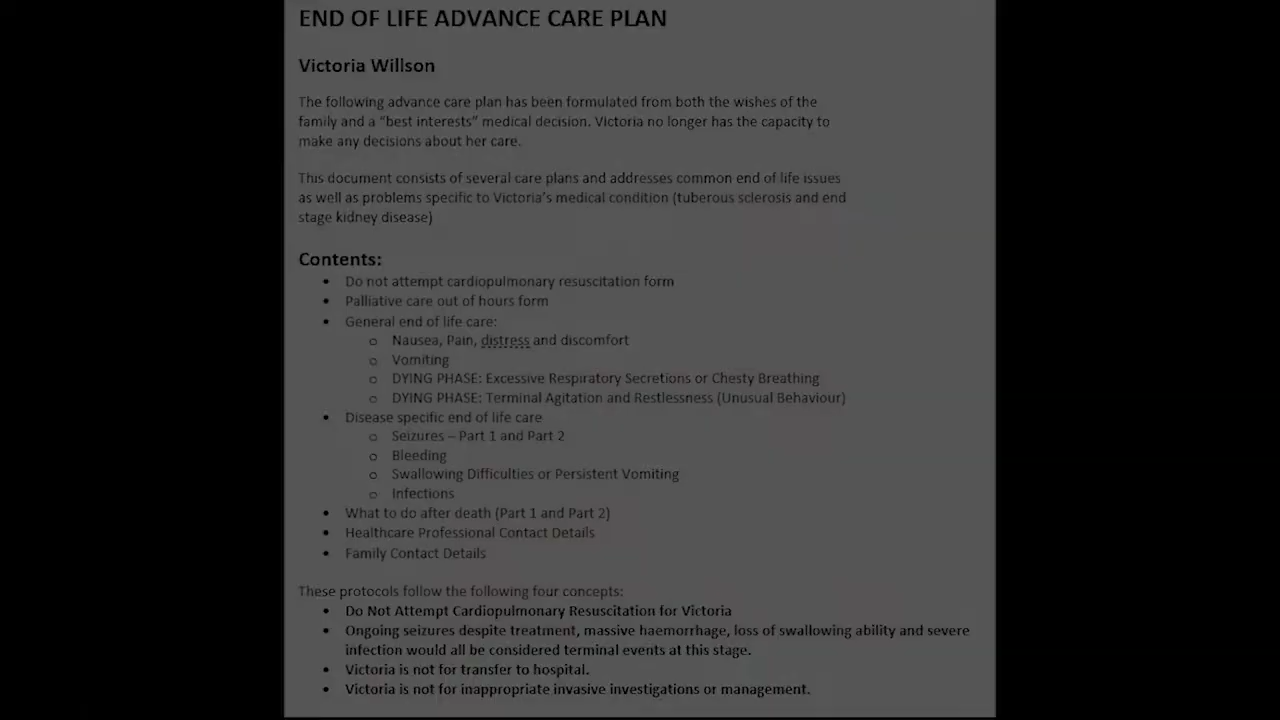 END OF LIFE ADVANCE CARE PLAN
Victoria Willson
The following advance care plan has been formulated from both the wishes of the
family and a “best interests” medical decision. Victoria no longer has the capacity to
make any decisions about her care.
This document consists of several care plans and addresses common end of life issues
as well as problems specific to Victoria’s medical condition (tuberous sclerosis and end
stage kidney disease)
Contents:
• Do not attempt cardiopulmonary resuscitation form
• Palliative care out of hours form
• General end of life care:
o Nausea, Pain, distress and discomfort
o Vomiting
o DYING PHASE: Excessive Respiratory Secretions or Chesty Breathing
o DYING PHASE: Terminal Agitation and Restlessness (Unusual Behaviour)
• Disease specific end of life care
o Seizures – Part 1 and Part 2
o Bleeding
o Swallowing Difficulties or Persistent Vomiting
o Infections
• What to do after death (Part 1 and Part 2)
• Healthcare Professional Contact Details
• Family Contact Details
These protocols follow the following four concepts:
• Do Not Attempt Cardiopulmonary Resuscitation for Victoria
• Ongoing seizures despite treatment, massive haemorrhage, loss of swallowing ability and severe
infection would all be considered terminal events at this stage.
• Victoria is not for transfer to hospital.
• Victoria is not for inappropriate invasive investigations or management.